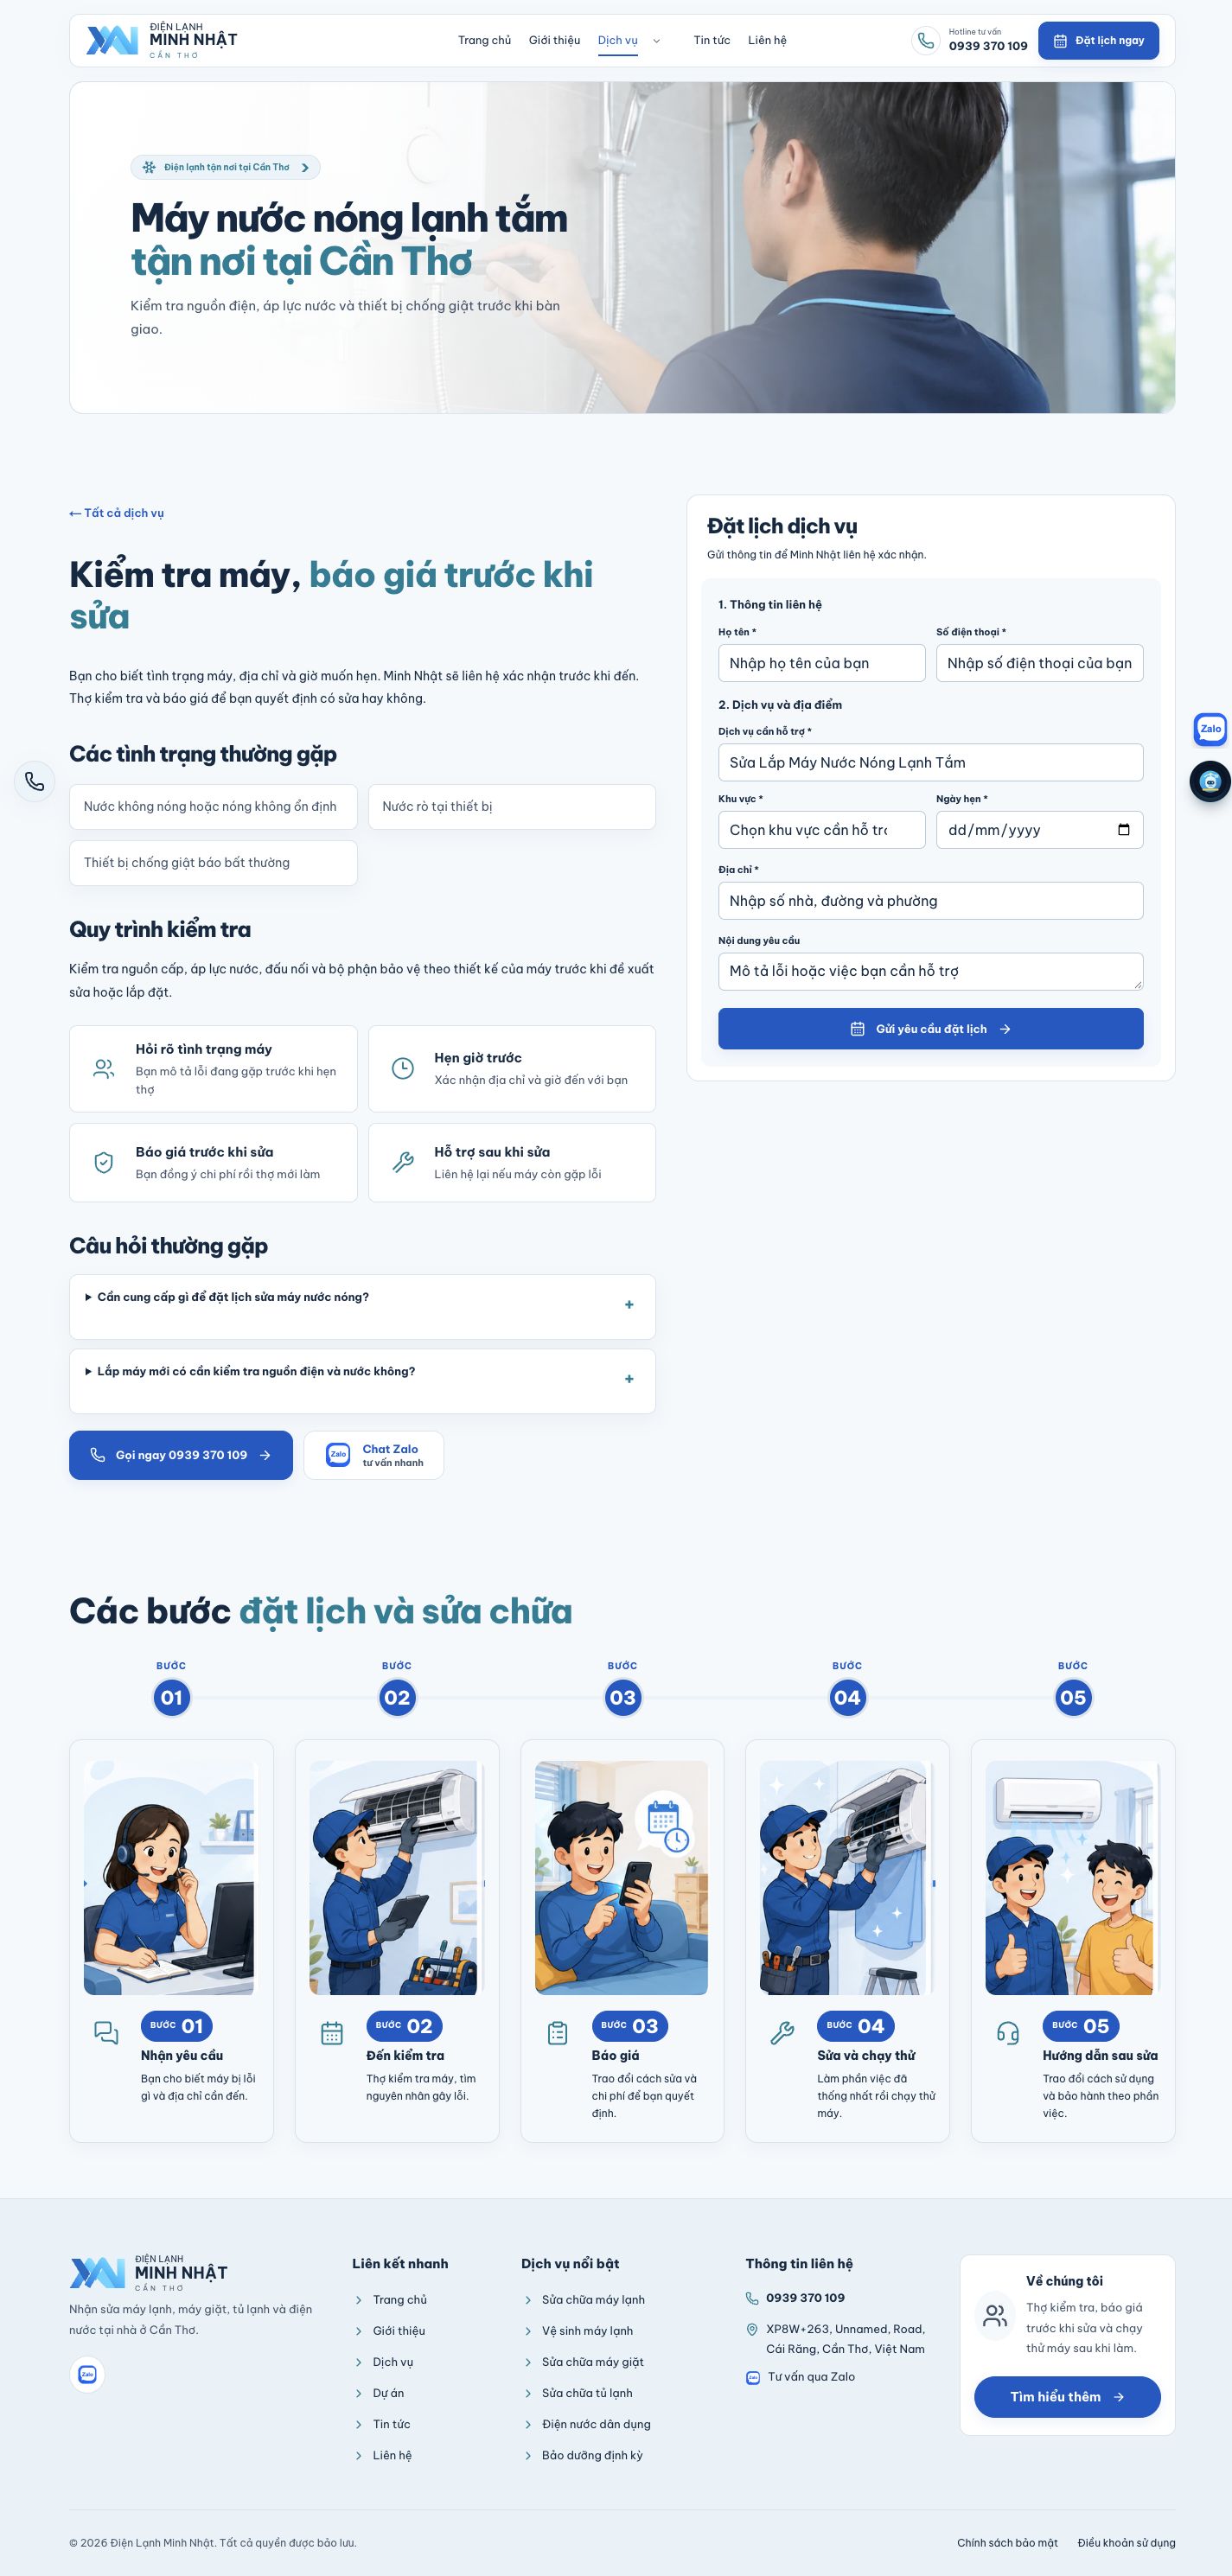 ĐIỆN LẠNH
MINH NHẬT
CẦN THƠ
Trang chủ
Giới thiệu
Dịch vụ
Tin tức
Liên hệ
Hotline tư vấn
0939 370 109
Đặt lịch ngay
Điện lạnh tận nơi tại Cần Thơ
Máy nước nóng lạnh tắm
tận nơi tại Cần Thơ
Kiểm tra nguồn điện, áp lực nước và thiết bị chống giật trước khi bàn
giao.
Tất cả dịch vụ
Kiểm tra máy, báo giá trước khi
sửa
Bạn cho biết tình trạng máy, địa chỉ và giờ muốn hẹn. Minh Nhật sẽ liên hệ xác nhận trước khi đến.
Thợ kiểm tra và báo giá để bạn quyết định có sửa hay không.
Các tình trạng thường gặp
Nước không nóng hoặc nóng không ổn định
Nước rò tại thiết bị
Thiết bị chống giật báo bất thường
Quy trình kiểm tra
Kiểm tra nguồn cấp, áp lực nước, đấu nối và bộ phận bảo vệ theo thiết kế của máy trước khi đề xuất
sửa hoặc lắp đặt.
Hỏi rõ tình trạng máy
Bạn mô tả lỗi đang gặp trước khi hẹn
thợ
Hẹn giờ trước
Xác nhận địa chỉ và giờ đến với bạn
Báo giá trước khi sửa
Bạn đồng ý chi phí rồi thợ mới làm
Hỗ trợ sau khi sửa
Liên hệ lại nếu máy còn gặp lỗi
Câu hỏi thường gặp
Cần cung cấp gì để đặt lịch sửa máy nước nóng?
+
Lắp máy mới có cần kiểm tra nguồn điện và nước không?
+
Gọi ngay 0939 370 109
Zalo
Chat Zalo
tư vấn nhanh
Đặt lịch dịch vụ
Gửi thông tin để Minh Nhật liên hệ xác nhận.
1. Thông tin liên hệ
Họ tên *
Số điện thoại *
Nhập họ tên của bạn
Nhập số điện thoại của bạn
2. Dịch vụ và địa điểm
Dịch vụ cần hỗ trợ *
Sửa Lắp Máy Nước Nóng Lạnh Tắm
Khu vực *
Ngày hẹn *
Chọn khu vực cần hỗ trợ
dd/mm/yyyy
Địa chỉ *
Nhập số nhà, đường và phường
Nội dung yêu cầu
Mô tả lỗi hoặc việc bạn cần hỗ trợ
Gửi yêu cầu đặt lịch
Zalo
Các bước đặt lịch và sửa chữa
BƯỚC
01
BƯỚC
02
BƯỚC
03
BƯỚC
04
BƯỚC
05
BƯỚC 01
Nhận yêu cầu
Bạn cho biết máy bị lỗi
gì và địa chỉ cần đến.
BƯỚC 02
Đến kiểm tra
Thợ kiểm tra máy, tìm
nguyên nhân gây lỗi.
BƯỚC 03
Báo giá
Trao đổi cách sửa và
chi phí để bạn quyết
định.
BƯỚC 04
Sửa và chạy thử
Làm phần việc đã
thống nhất rồi chạy thử
máy.
BƯỚC 05
Hướng dẫn sau sửa
Trao đổi cách sử dụng
và bảo hành theo phần
việc.
ĐIỆN LẠNH
MINH NHẬT
CẦN THƠ
Nhận sửa máy lạnh, máy giặt, tủ lạnh và điện
nước tại nhà ở Cần Thơ.
Zalo
Liên kết nhanh
Trang chủ
Giới thiệu
Dịch vụ
Dự án
Tin tức
Liên hệ
Dịch vụ nổi bật
Sửa chữa máy lạnh
Vệ sinh máy lạnh
Sửa chữa máy giặt
Sửa chữa tủ lạnh
Điện nước dân dụng
Bảo dưỡng định kỳ
Thông tin liên hệ
0939 370 109
XP8W+263, Unnamed, Road,
Cái Răng, Cần Thơ, Việt Nam
Zalo
Tư vấn qua Zalo
Về chúng tôi
Thợ kiểm tra, báo giá
trước khi sửa và chạy
thử máy sau khi làm.
Tìm hiểu thêm
© 2026 Điện Lạnh Minh Nhật. Tất cả quyền được bảo lưu.
Chính sách bảo mật
Điều khoản sử dụng